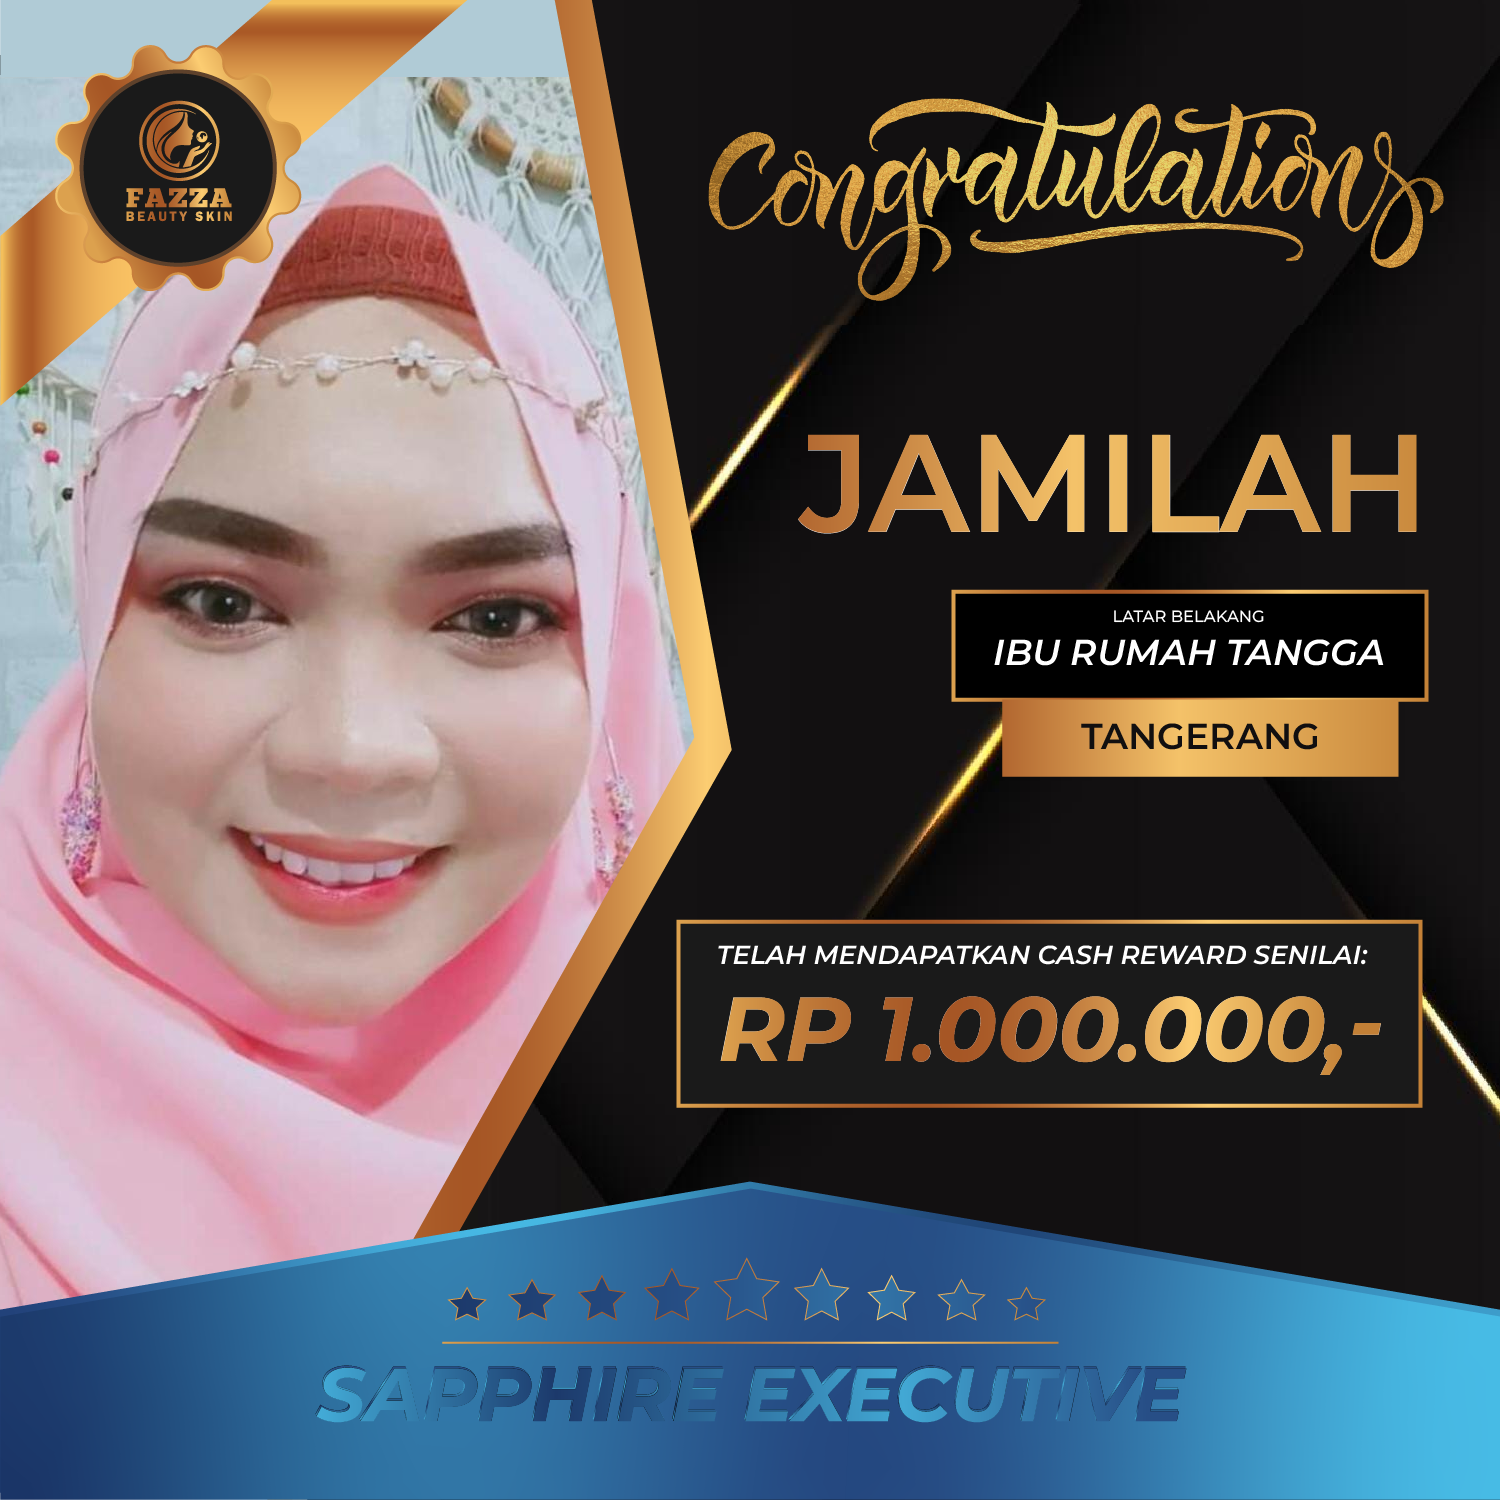 FAZZA
BEAUTY SKIN
Congratulations
JAMILAH
LATAR BELAKANG
IBU RUMAH TANGGA
TANGERANG
TELAH MENDAPATKAN CASH REWARD SENILAI:
RP 1.000.000,-
SAPPHIRE EXECUTIVE